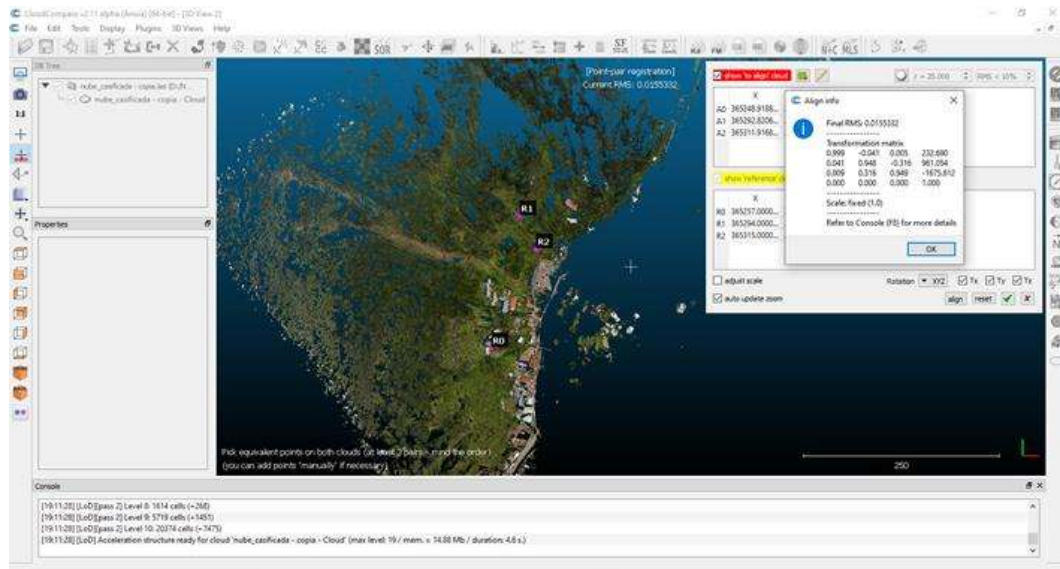 CloudCompare v2.11 alpha (Anoia) [64-bit] - [3D View 2]
File Edit Tools Display Plugins 3D Views Help
SOR
SF
N+C MLS
DB Tree
nube_casificada - copia - Cloud
1:1
Properties
[Point-pair registration]
Current RMS: 0.0155332
R1
R2
R0
Pick equivalent points on both clouds (at least 3 pairs - mind the order)
(you can add points 'manually' if necessary)
250
show 'to align' cloud
X
A0 365248.9188...
A1 365292.8206...
A2 365311.9168...
show 'reference'
X
R0 365257.0000...
R1 365294.0000...
R2 365315.0000...
adjust scale
Rotation XYZ Tx Ty Tz
auto update zoom
align reset
Align info
Final RMS: 0.0155332
----------------
Transformation matrix
0.999 -0.041 0.005 232.690
0.041 0.948 -0.316 961.054
0.009 0.316 0.949 -1675.812
0.000 0.000 0.000 1.000
----------------
Scale: fixed (1.0)
----------------
Refer to Console (F8) for more details
OK
Console
[19:11:28] [LoD][pass 2] Level 8: 1614 cells (+268)
[19:11:28] [LoD][pass 2] Level 9: 5719 cells (+1451)
[19:11:28] [LoD][pass 2] Level 10: 20374 cells (+7475)
[19:11:28] [LoD] Acceleration structure ready for cloud 'nube_casificada - copia - Cloud' (max level: 19 / mem. = 14.88 Mb / duration: 4.6 s.)